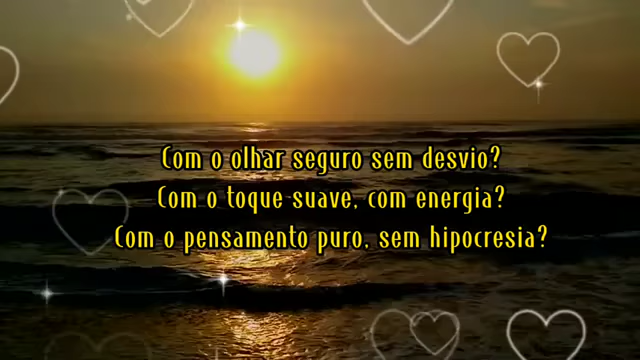 Com o olhar seguro sem desvio?
Com o toque suave, com energia?
Com o pensamento puro, sem hipocresia?